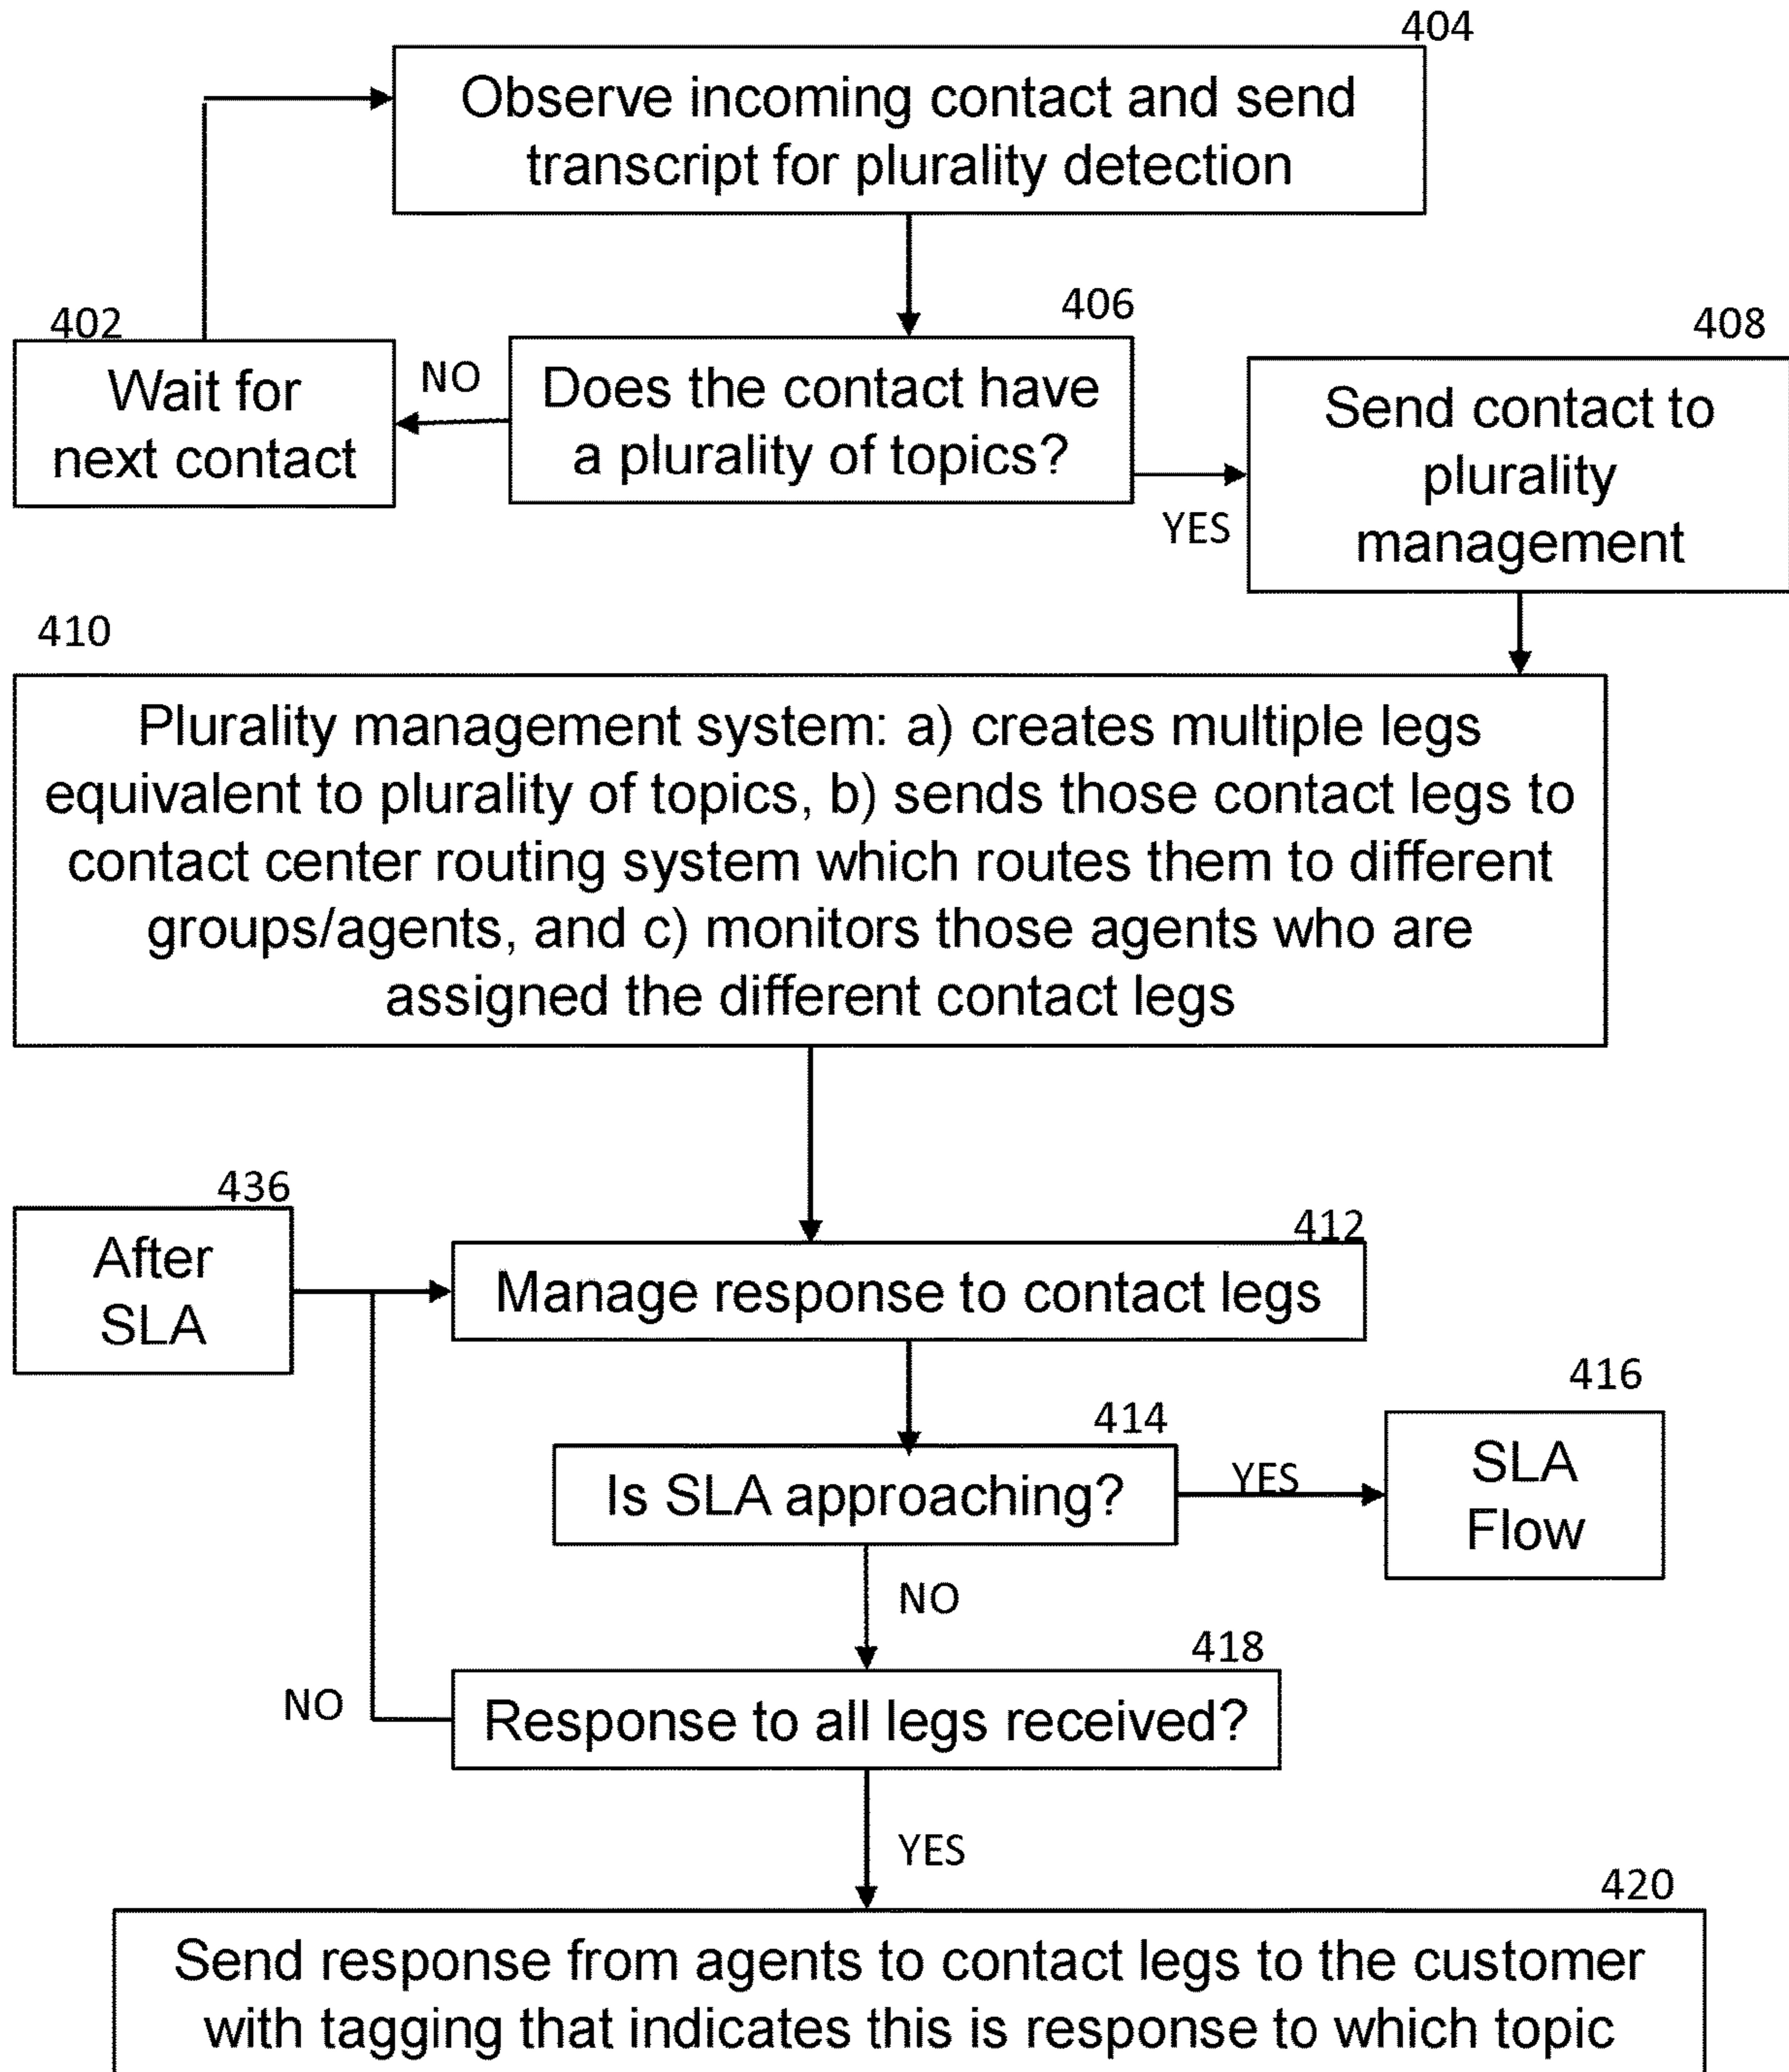 404
Observe incoming contact and send
transcript for plurality detection
402
Wait for
next contact
NO
406
Does the contact have
a plurality of topics?
YES
408
Send contact to
plurality
management
410
Plurality management system: a) creates multiple legs
equivalent to plurality of topics, b) sends those contact legs to
contact center routing system which routes them to different
groups/agents, and c) monitors those agents who are
assigned the different contact legs
436
After
SLA
412
Manage response to contact legs
414
Is SLA approaching?
YES
416
SLA
Flow
NO
418
Response to all legs received?
NO
YES
420
Send response from agents to contact legs to the customer
with tagging that indicates this is response to which topic